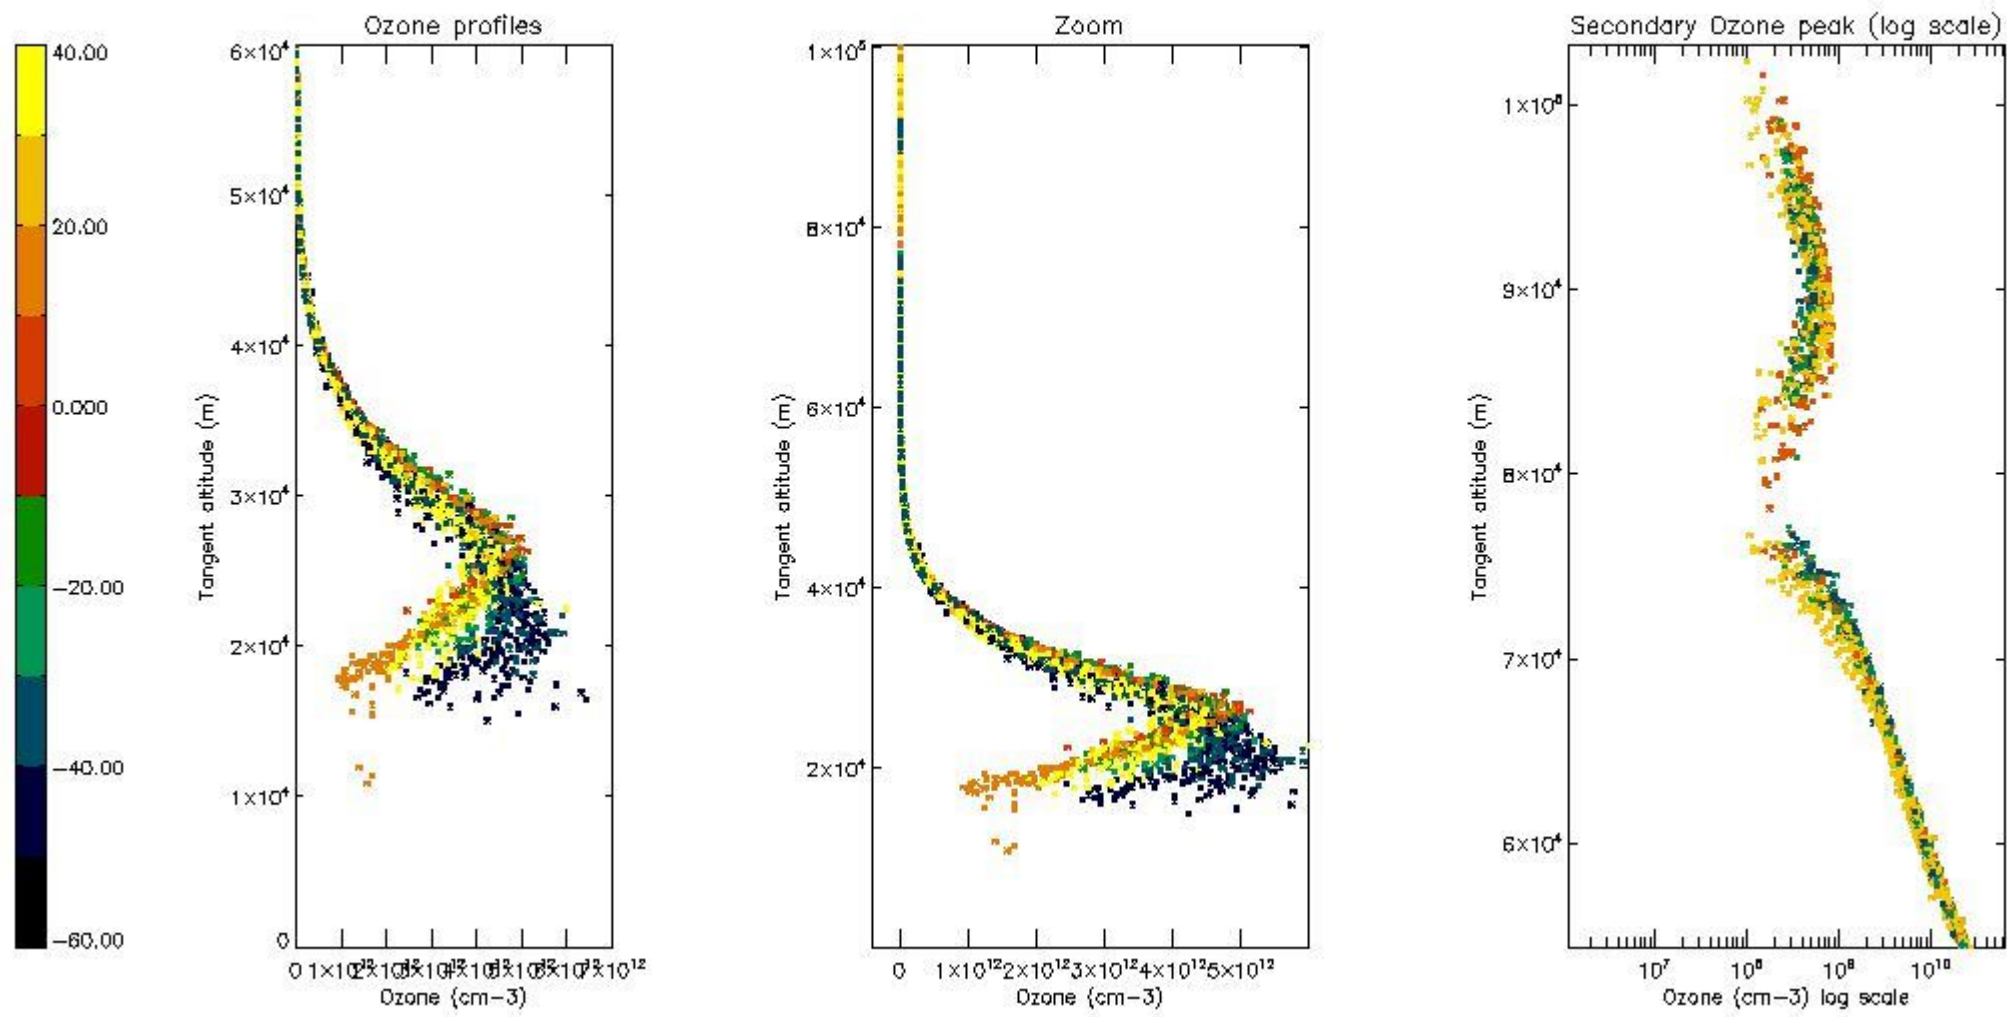 Ozone profiles
Zoom
Secondary Ozone peak (log scale)
40.00
20.00
0.000
−20.00
−40.00
−60.00
6×10⁴
5×10⁴
4×10⁴
3×10⁴
2×10⁴
1×10⁴
0
Tangent altitude (m)
Ozone (cm−3)
1×10⁵
8×10⁴
6×10⁴
4×10⁴
2×10⁴
Tangent altitude (m)
0 1×10¹² 2×10¹² 3×10¹² 4×10¹² 5×10¹²
Ozone (cm−3)
9×10⁴
8×10⁴
7×10⁴
6×10⁴
Tangent altitude (m)
10⁷ 10⁸ 10⁹ 10¹⁰
Ozone (cm−3) log scale